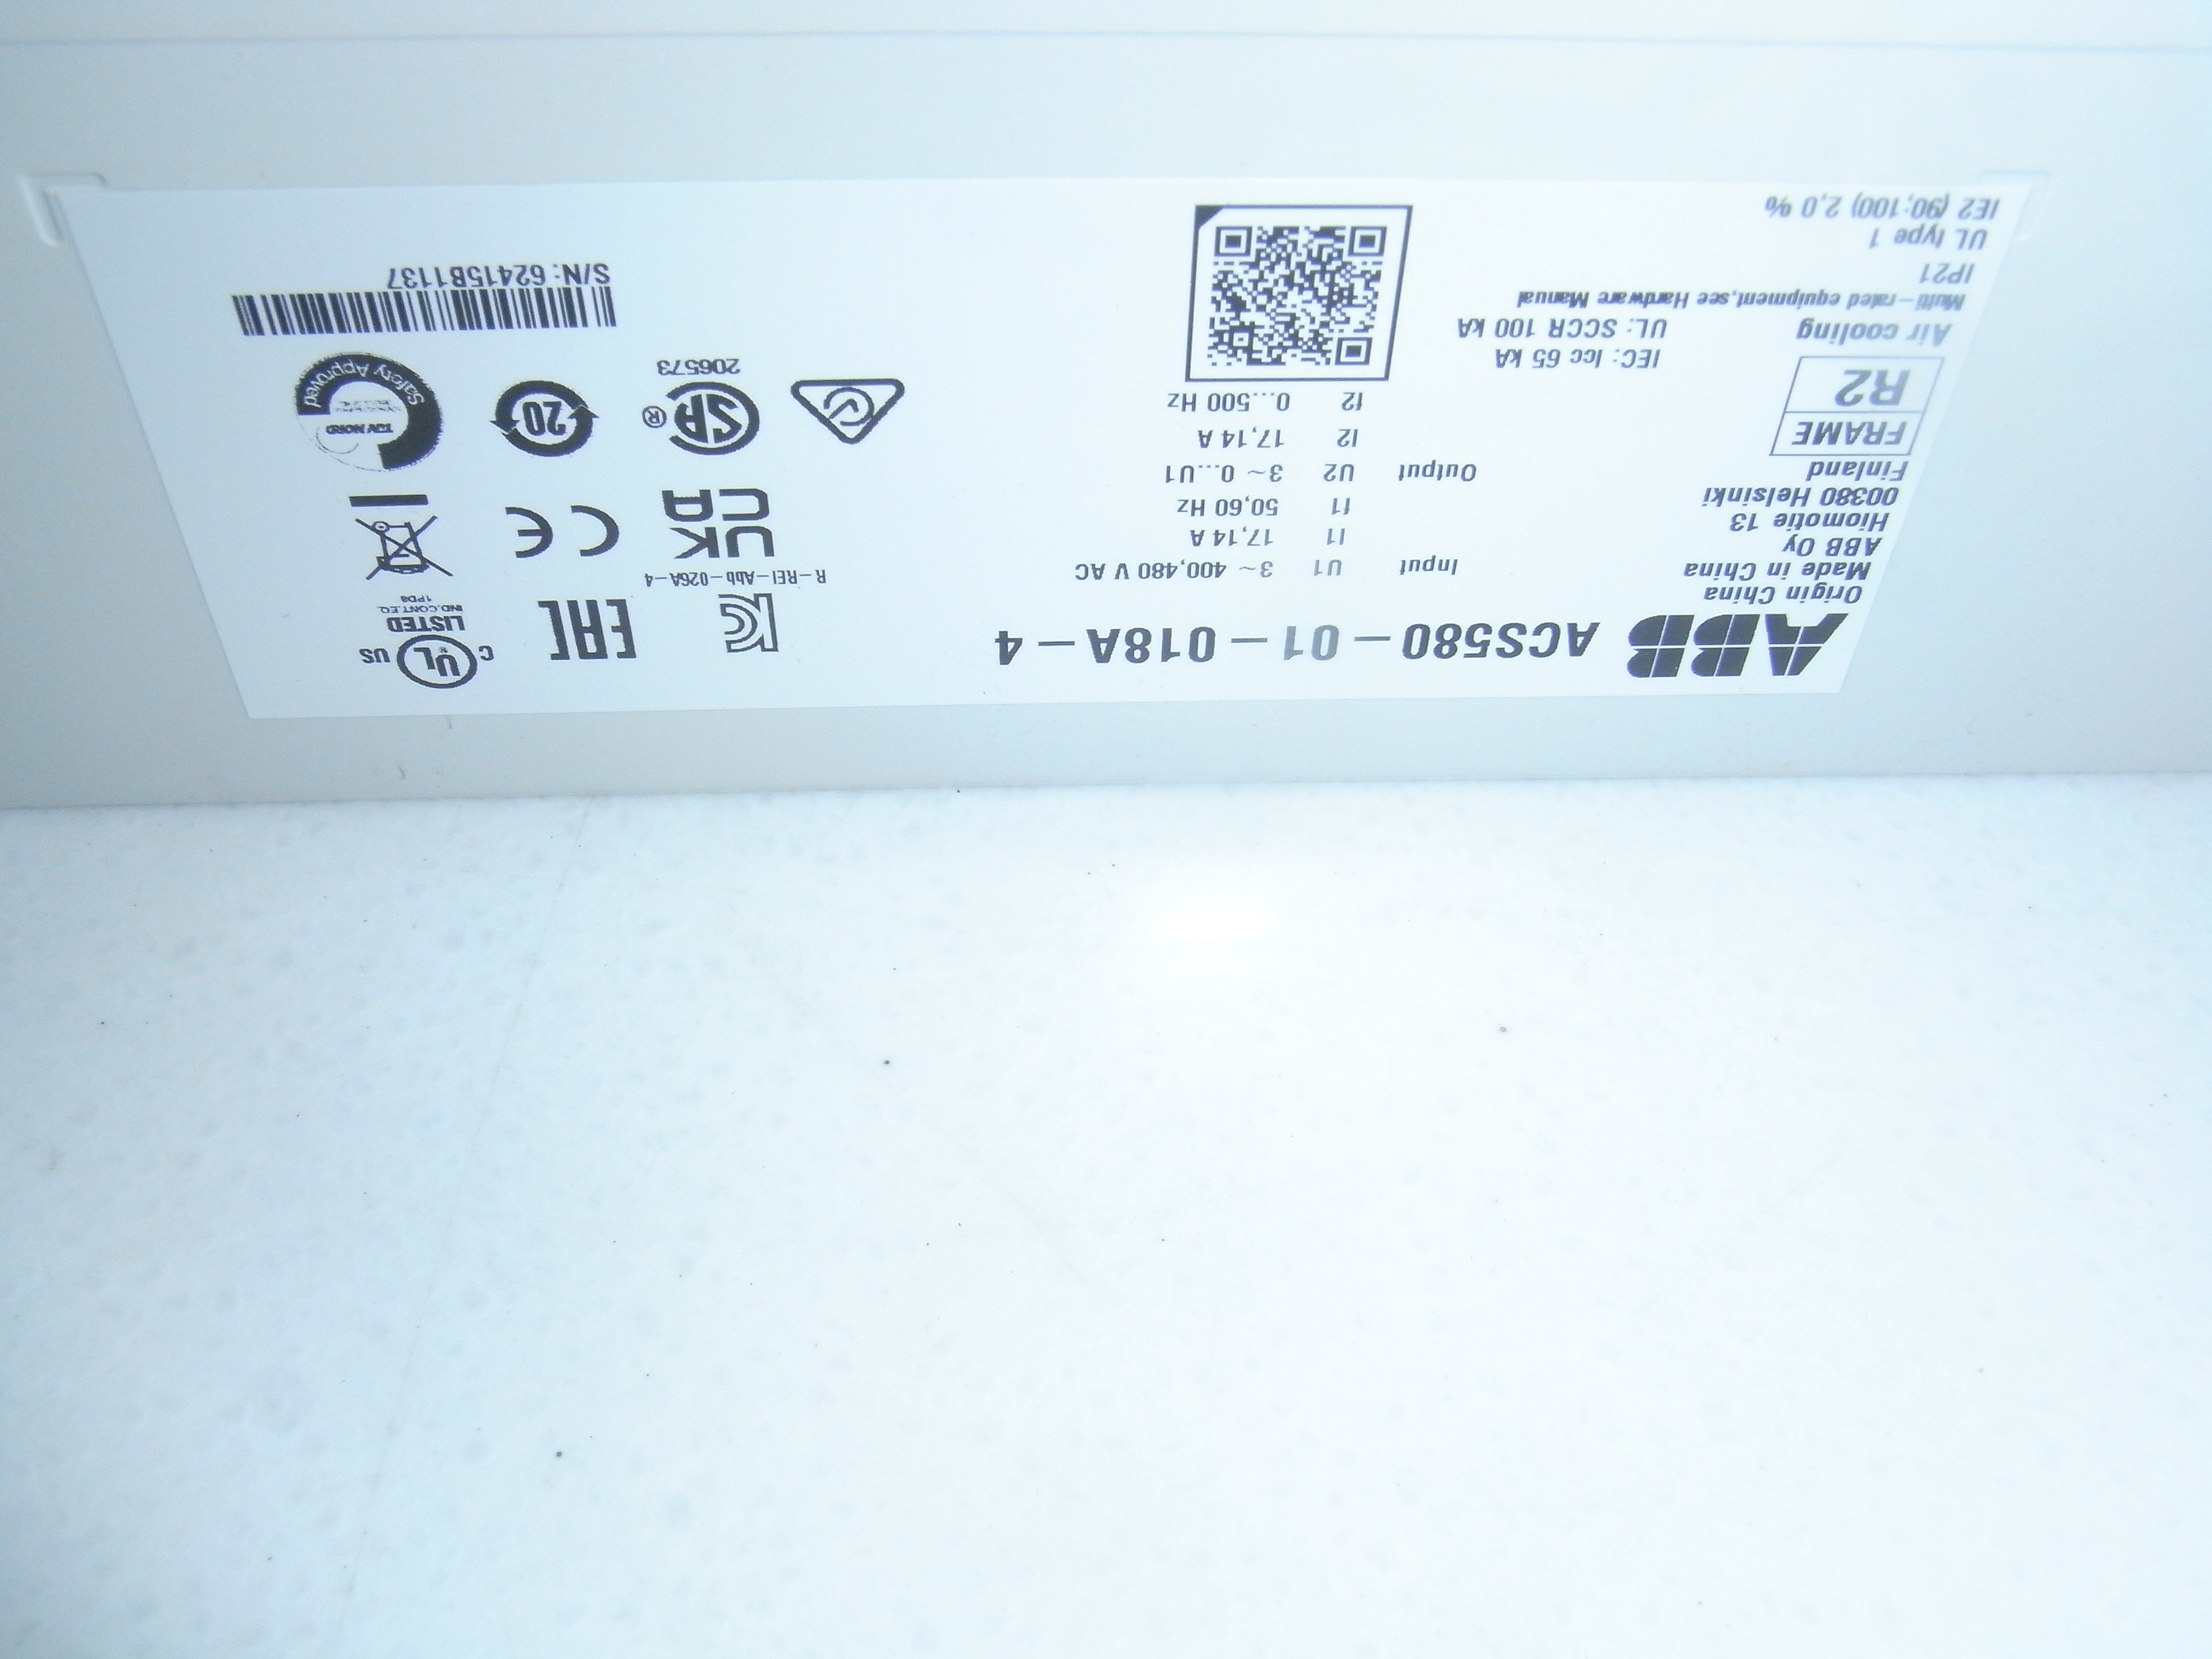 ABB ACS580-01-018A-4
Origin China
Made in China
ABB Oy
Hiomotie 13
00380 Helsinki
Finland
FRAME
R2
Air cooling
Multi-rated equipment,see Hardware Manual
IP21
UL type 1
IE2 (90;100) 2,0 %
Input U1 3~ 400,480 V AC
I1 17,14 A
f1 50,60 Hz
Output U2 3~ 0...U1
I2 17,14 A
f2 0...500 Hz
IEC: Icc 65 kA
UL: SCCR 100 kA
R-REI-Abb-026A-4
EAC
C UL US
LISTED
IND.CONT.EQ.
1PD8
UK
CA
CE
SA ®
206573
20
TÜV NORD
Safety Approved
S/N: 62415B1137